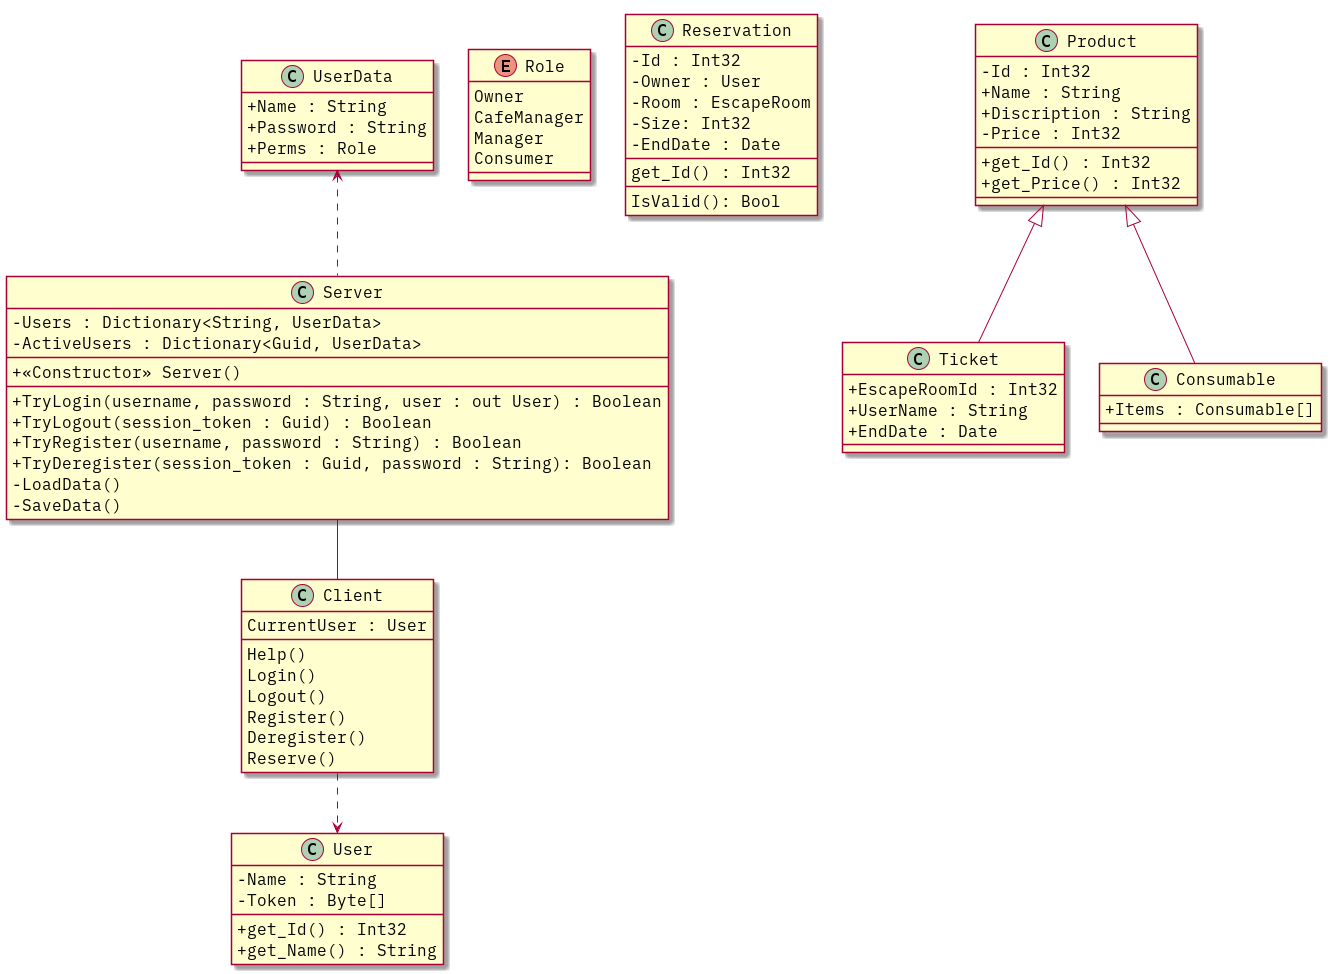 C UserData
+Name : String
+Password : String
+Perms : Role
E Role
Owner
CafeManager
Manager
Consumer
C Reservation
-Id : Int32
-Owner : User
-Room : EscapeRoom
-Size: Int32
-EndDate : Date
get_Id() : Int32
IsValid(): Bool
C Product
-Id : Int32
+Name : String
+Discription : String
-Price : Int32
+get_Id() : Int32
+get_Price() : Int32
C Server
-Users : Dictionary<String, UserData>
-ActiveUsers : Dictionary<Guid, UserData>
+«Constructor» Server()
+TryLogin(username, password : String, user : out User) : Boolean
+TryLogout(session_token : Guid) : Boolean
+TryRegister(username, password : String) : Boolean
+TryDeregister(session_token : Guid, password : String): Boolean
-LoadData()
-SaveData()
C Ticket
+EscapeRoomId : Int32
+UserName : String
+EndDate : Date
C Consumable
+Items : Consumable[]
C Client
CurrentUser : User
Help()
Login()
Logout()
Register()
Deregister()
Reserve()
C User
-Name : String
-Token : Byte[]
+get_Id() : Int32
+get_Name() : String